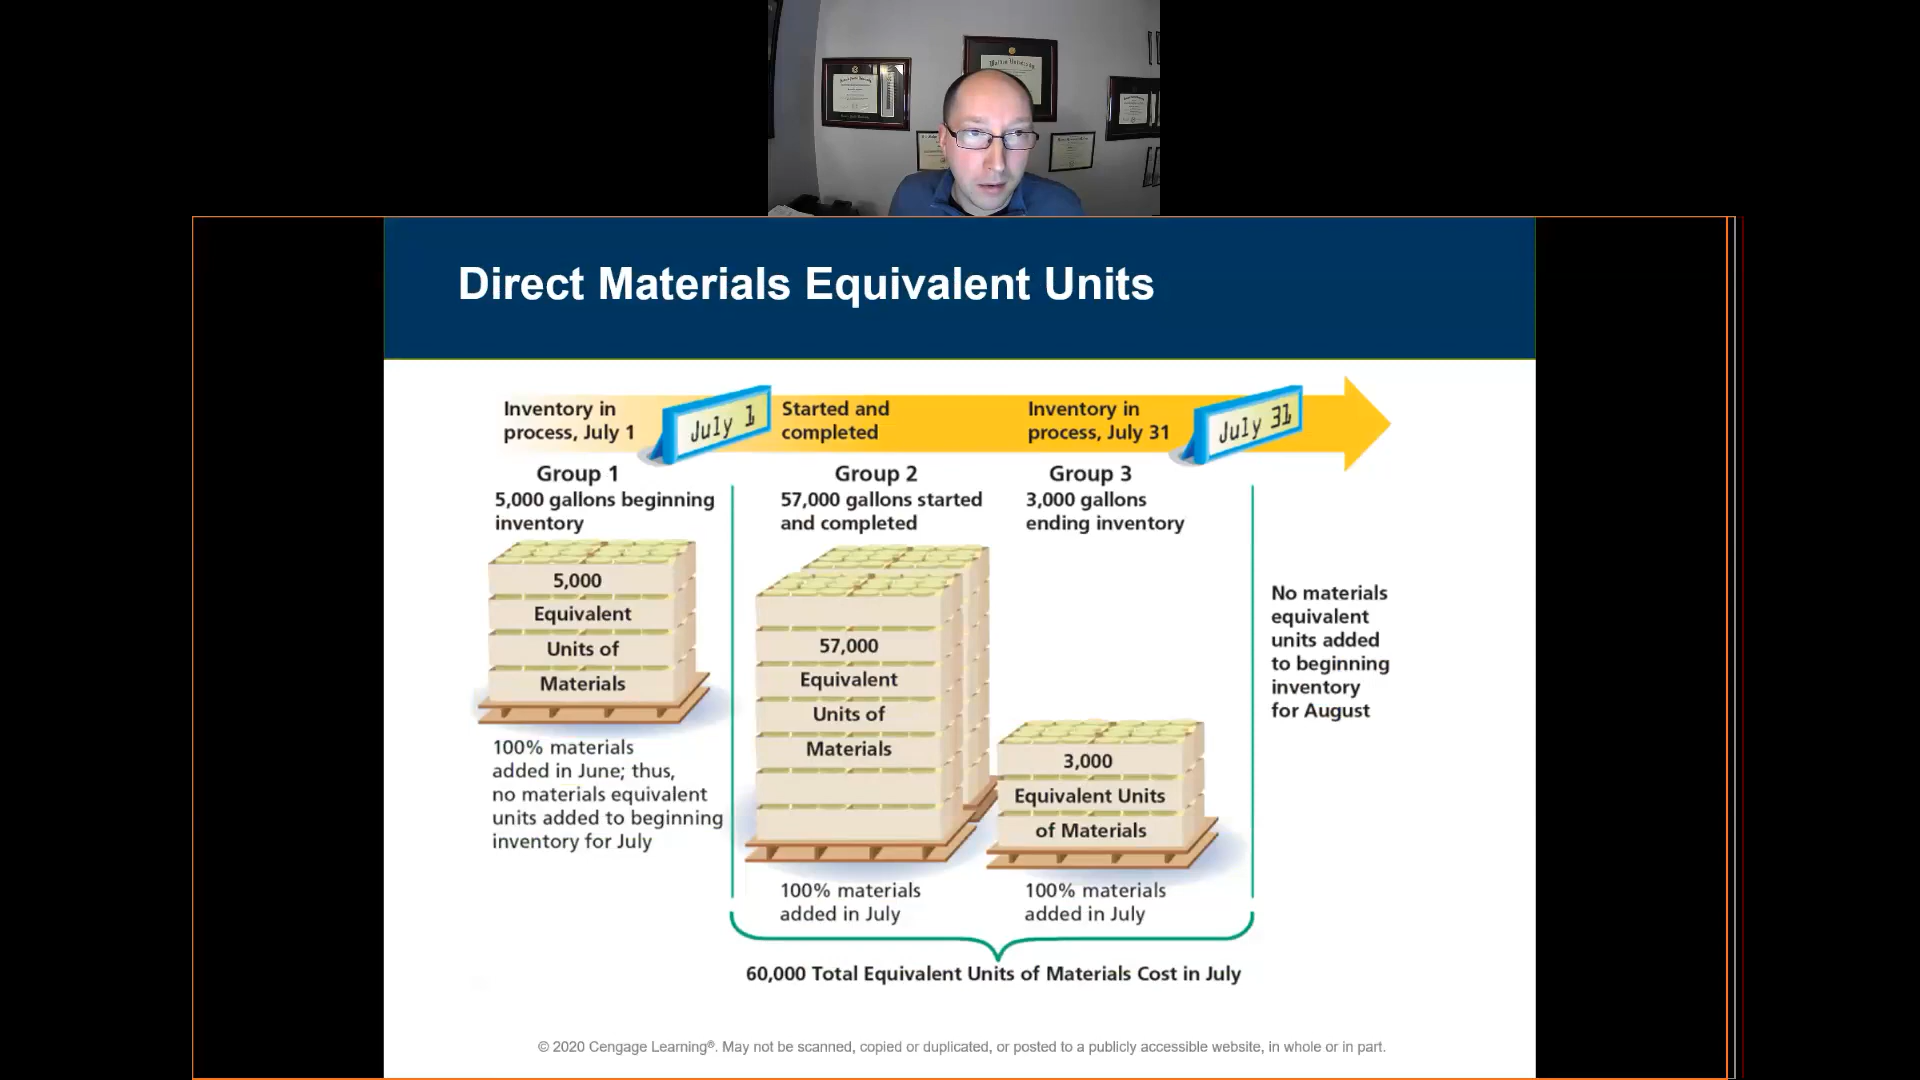 Walden University
Direct Materials Equivalent Units
Inventory in
process, July 1
July 1
Started and
completed
Inventory in
process, July 31
July 31
Group 1
5,000 gallons beginning
inventory
5,000
Equivalent
Units of
Materials
100% materials
added in June; thus,
no materials equivalent
units added to beginning
inventory for July
Group 2
57,000 gallons started
and completed
57,000
Equivalent
Units of
Materials
100% materials
added in July
Group 3
3,000 gallons
ending inventory
3,000
Equivalent Units
of Materials
100% materials
added in July
No materials
equivalent
units added
to beginning
inventory
for August
60,000 Total Equivalent Units of Materials Cost in July
© 2020 Cengage Learning®. May not be scanned, copied or duplicated, or posted to a publicly accessible website, in whole or in part.